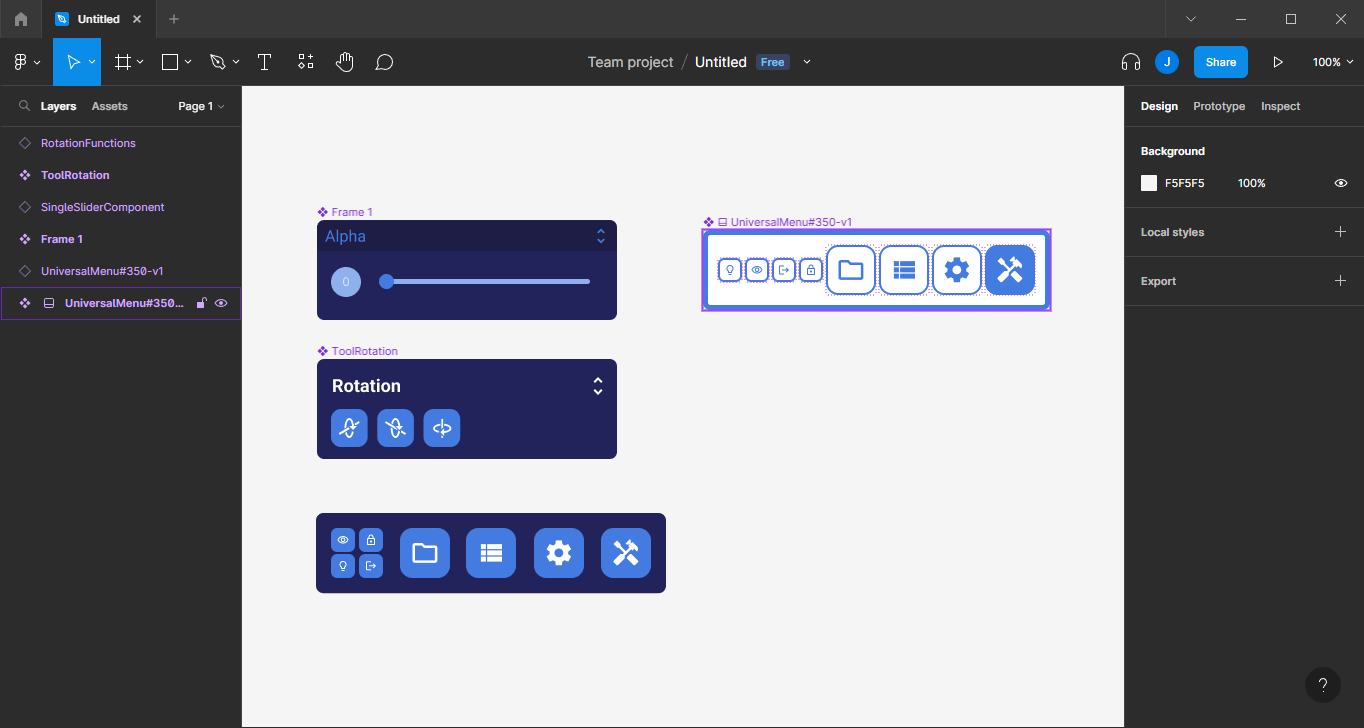 Untitled
Team project / Untitled Free
J
Share
100%
Layers Assets Page 1
RotationFunctions
ToolRotation
SingleSliderComponent
Frame 1
UniversalMenu#350-v1
UniversalMenu#350...
Frame 1
Alpha
0
ToolRotation
Rotation
UniversalMenu#350-v1
Design Prototype Inspect
Background
F5F5F5 100%
Local styles
Export
?